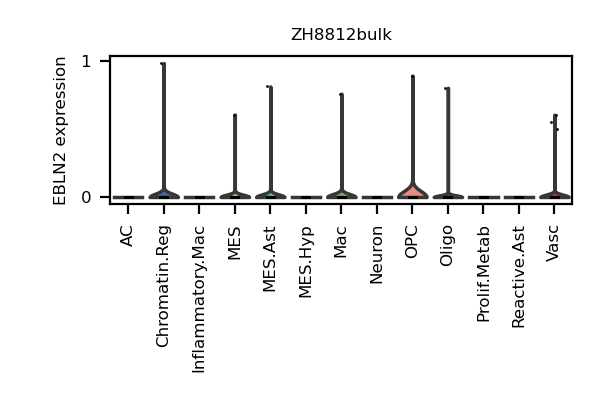 ZH8812bulk
EBLN2 expression
1
0
AC
Chromatin.Reg
Inflammatory.Mac
MES
MES.Ast
MES.Hyp
Mac
Neuron
OPC
Oligo
Prolif.Metab
Reactive.Ast
Vasc